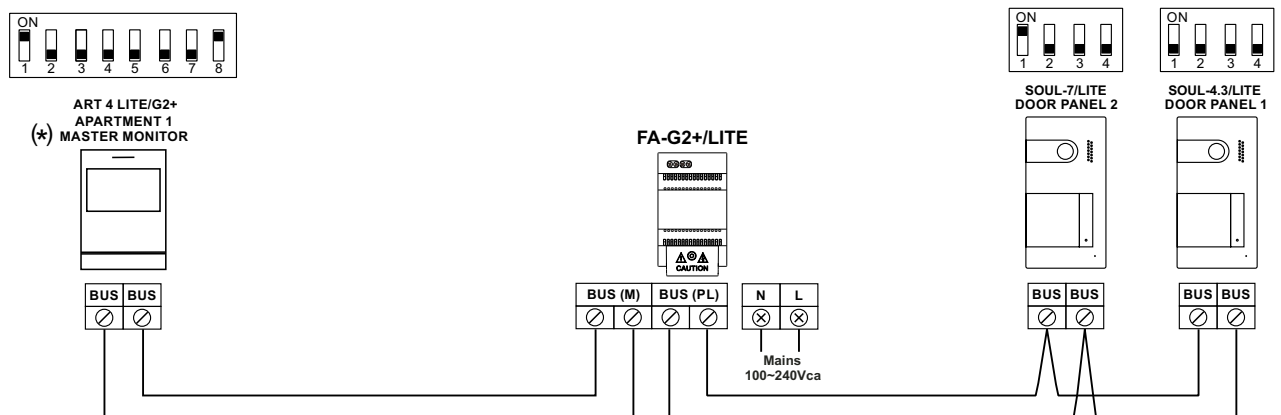 ON
1 2 3 4 5 6 7 8
ART 4 LITE/G2+
APARTMENT 1
(*) MASTER MONITOR
BUS BUS
FA-G2+/LITE
CAUTION
BUS (M) BUS (PL) N L
Mains
100~240Vca
ON
1 2 3 4
SOUL-7/LITE
DOOR PANEL 2
BUS BUS
ON
1 2 3 4
SOUL-4.3/LITE
DOOR PANEL 1
BUS BUS